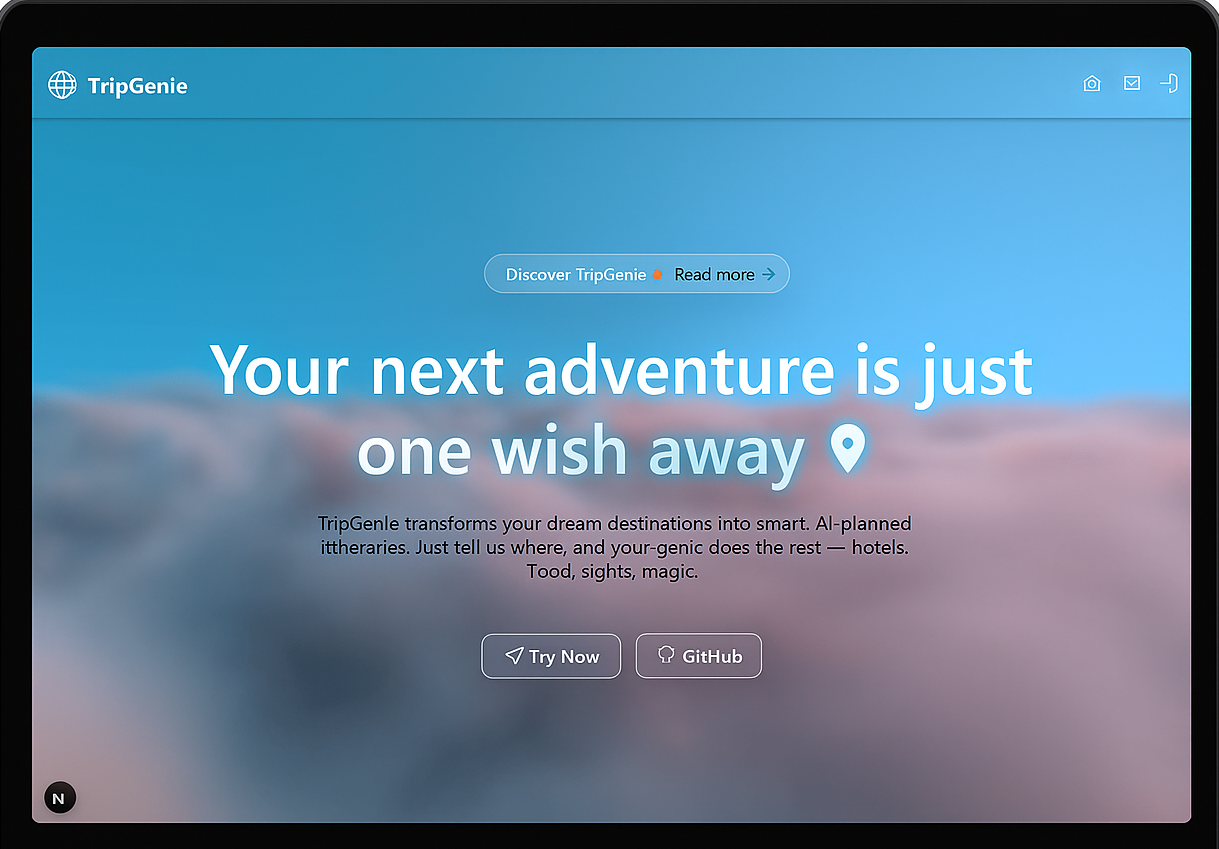 TripGenie
Discover TripGenie Read more →
Your next adventure is just
one wish away
TripGenle transforms your dream destinations into smart. AI-planned
ittheraries. Just tell us where, and your-genic does the rest — hotels.
Tood, sights, magic.
Try Now GitHub
N